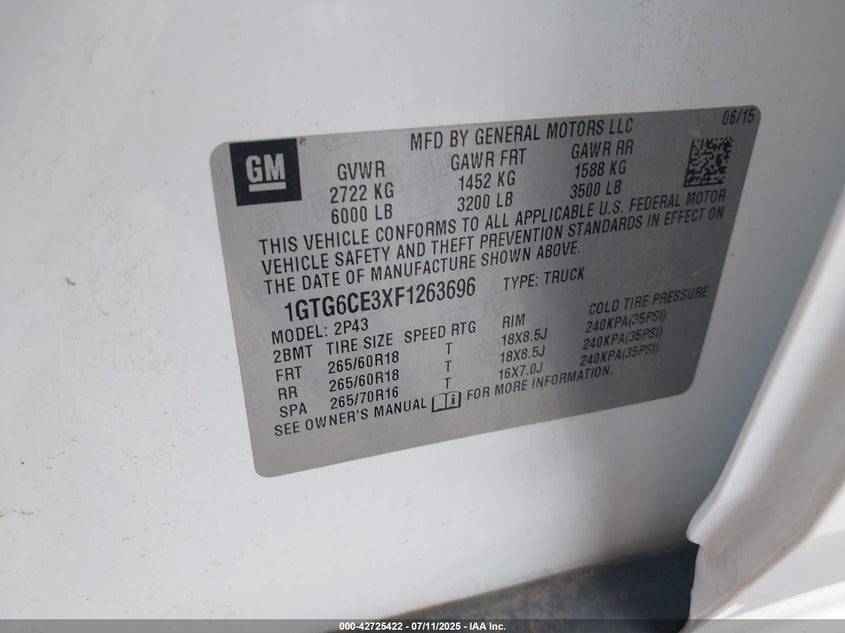 06/15
MFD BY GENERAL MOTORS LLC
GM
GVWR GAWR FRT GAWR RR
2722 KG 1452 KG 1588 KG
6000 LB 3200 LB 3500 LB
THIS VEHICLE CONFORMS TO ALL APPLICABLE U.S. FEDERAL MOTOR
VEHICLE SAFETY AND THEFT PREVENTION STANDARDS IN EFFECT ON
THE DATE OF MANUFACTURE SHOWN ABOVE.
1GTG6CE3XF1263696 TYPE: TRUCK
MODEL: 2P43
2BMT TIRE SIZE SPEED RTG RIM COLD TIRE PRESSURE
FRT 265/60R18 T 18X8.5J 240KPA(35PSI)
RR 265/60R18 T 18X8.5J 240KPA(35PSI)
SPA 265/70R16 T 16X7.0J 240KPA(35PSI)
SEE OWNER'S MANUAL FOR MORE INFORMATION.
000-42725422 - 07/11/2025 - IAA Inc.